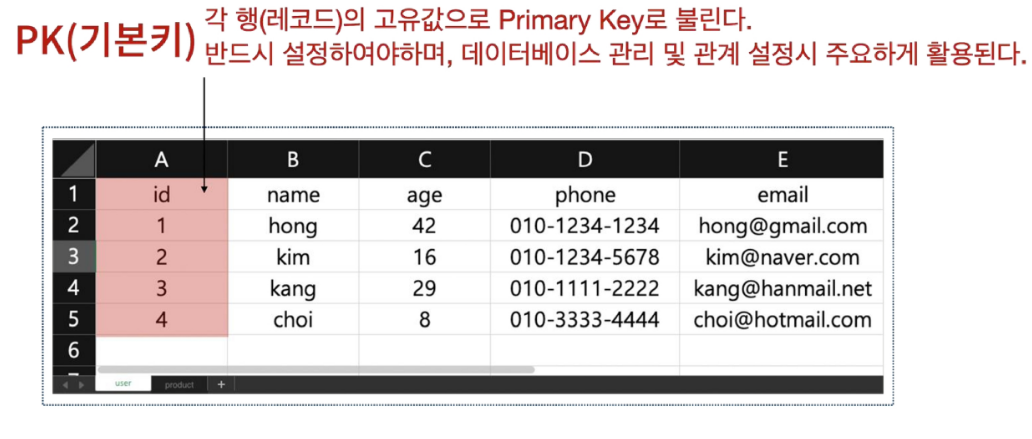 PK(기본키)
각 행(레코드)의 고유값으로 Primary Key로 불린다.
반드시 설정하여야하며, 데이터베이스 관리 및 관계 설정시 주요하게 활용된다.
A B C D E
1 id name age phone email
2 1 hong 42 010-1234-1234 hong@gmail.com
3 2 kim 16 010-1234-5678 kim@naver.com
4 3 kang 29 010-1111-2222 kang@hanmail.net
5 4 choi 8 010-3333-4444 choi@hotmail.com
6
user product +